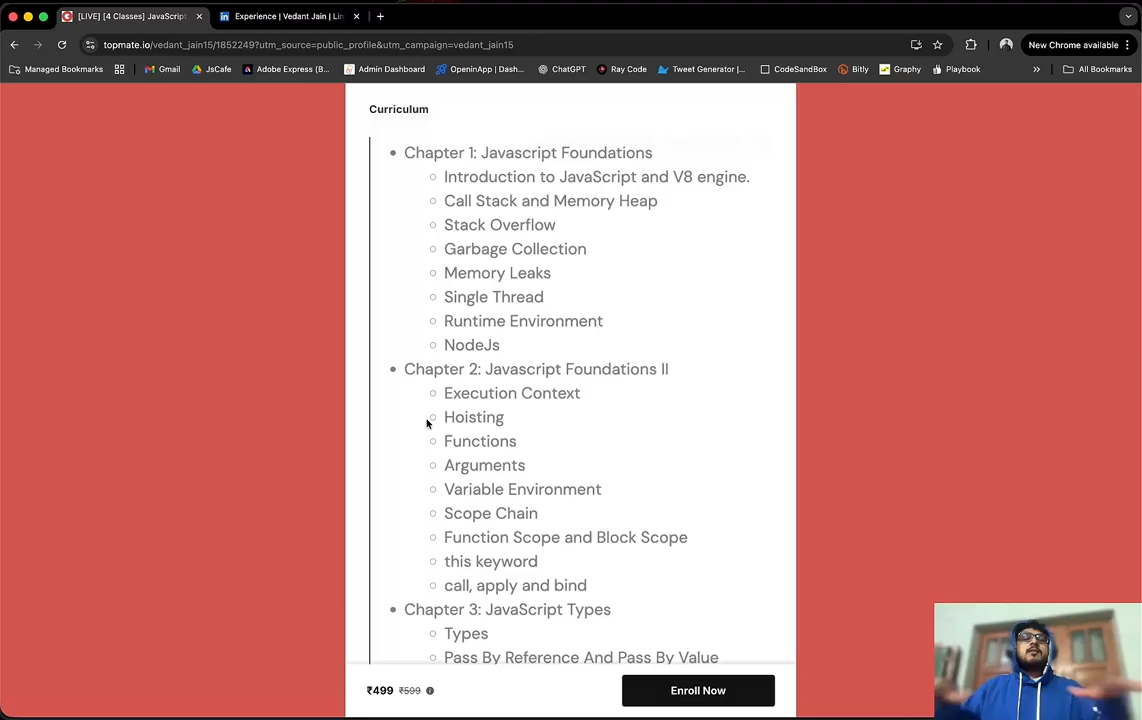 [LIVE] [4 Classes] JavaScript
Experience | Vedant Jain | Lin
topmate.io/vedant_jain15/1852249?utm_source=public_profile&utm_campaign=vedant_jain15
New Chrome available
Managed Bookmarks
Gmail
JsCafe
Adobe Express (B...
Admin Dashboard
OpeninApp | Dash...
ChatGPT
Ray Code
Tweet Generator |...
CodeSandBox
Bitly
Graphy
Playbook
All Bookmarks
Curriculum
Chapter 1: Javascript Foundations
Introduction to JavaScript and V8 engine.
Call Stack and Memory Heap
Stack Overflow
Garbage Collection
Memory Leaks
Single Thread
Runtime Environment
NodeJs
Chapter 2: Javascript Foundations II
Execution Context
Hoisting
Functions
Arguments
Variable Environment
Scope Chain
Function Scope and Block Scope
this keyword
call, apply and bind
Chapter 3: JavaScript Types
Types
Pass By Reference And Pass By Value
₹499 ₹599
Enroll Now